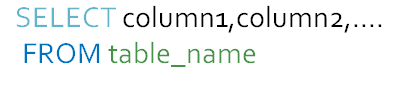 SELECT column1,column2,....
FROM table_name